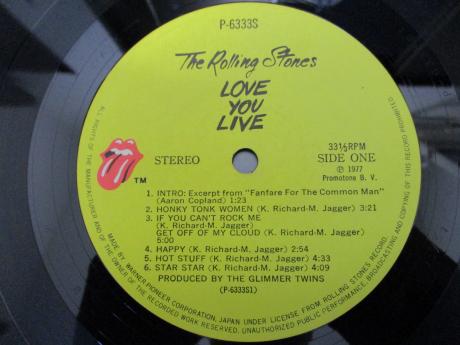 P-6333S
The Rolling Stones
LOVE
YOU
LIVE
TM
STEREO
33⅓RPM
SIDE ONE
Ⓟ 1977
Promotone B. V.
1. INTRO: Excerpt from "Fanfare For The Common Man"
(Aaron Copland) 1:23
2. HONKY TONK WOMEN (K. Richard-M. Jagger) 3:21
3. IF YOU CAN'T ROCK ME
(K. Richard-M. Jagger)
GET OFF OF MY CLOUD (K. Richard-M. Jagger)
5:00
4. HAPPY (K. Richard-M. Jagger) 2:54
5. HOT STUFF (K. Richard-M. Jagger) 4:33
6. STAR STAR (K. Richard-M. Jagger) 4:09
PRODUCED BY THE GLIMMER TWINS
(P-6333S1)
ALL RIGHTS OF THE MANUFACTURER AND OF THE OWNER OF THE RECORDED WORK RESERVED. UNAUTHORIZED PUBLIC PERFORMANCE, BROADCASTING AND COPYING OF THIS RECORD PROHIBITED.
MADE BY WARNER-PIONEER CORPORATION, JAPAN UNDER LICENSE FROM ROLLING STONES RECORD.